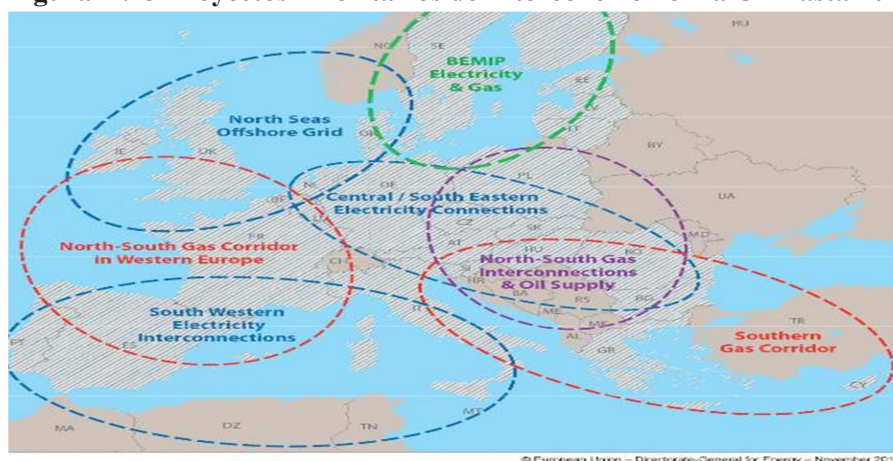 NO
SE
RU
BEMIP
Electricity
& Gas
EE
LV
LT
North Seas
Offshore Grid
DK
IE
UK
BY
NL
DE
PL
BE
Central / South Eastern
Electricity Connections
UA
LU
CZ
SK
MD
FR
AT
HU
RO
North-South Gas Corridor
in Western Europe
CH
North-South Gas
Interconnections
& Oil Supply
SI
HR
BA
RS
BG
South Western
Electricity
Interconnections
IT
ME
MK
AL
TR
Southern
Gas Corridor
PT
ES
GR
CY
MT
MA
DZ
TN
© European Union – Directorate-General for Energy – November